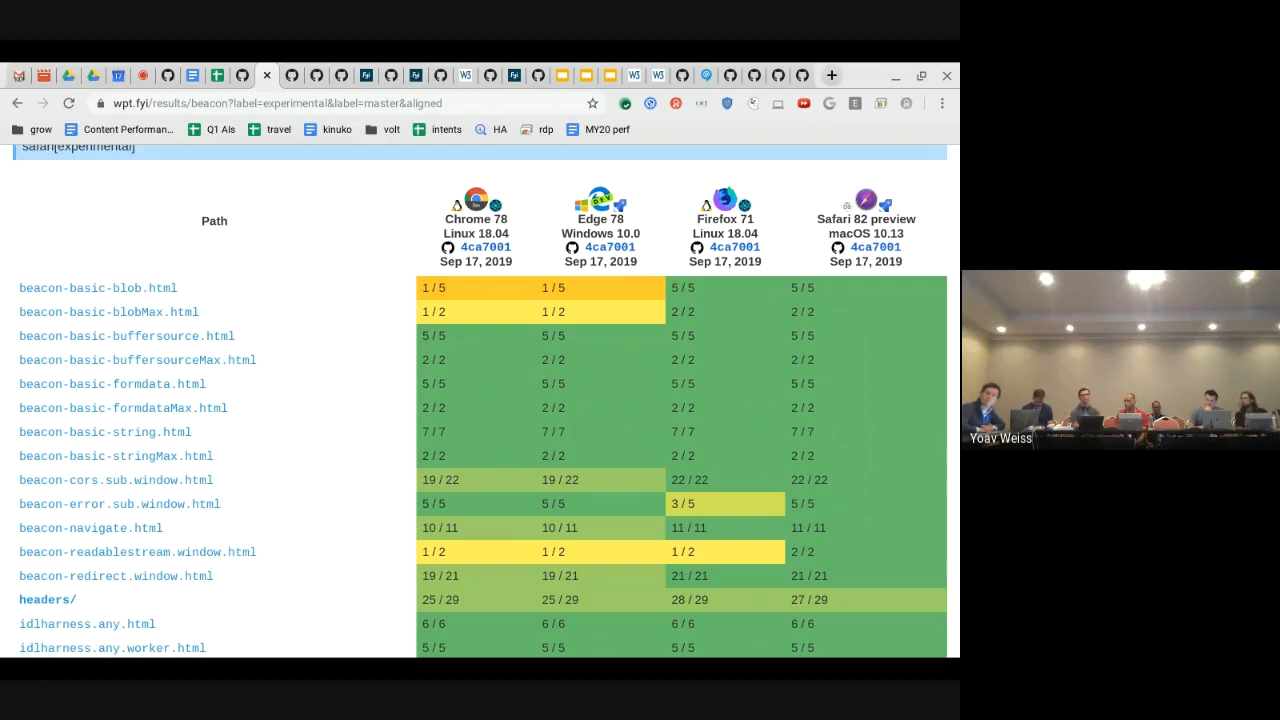 wpt.fyi/results/beacon?label=experimental&label=master&aligned
grow Content Performan... Q1 AIs travel kinuko volt intents HA rdp MY20 perf
safari[experimental]
Path
Chrome 78 Edge 78 Firefox 71 Safari 82 preview
Linux 18.04 Windows 10.0 Linux 18.04 macOS 10.13
4ca7001 4ca7001 4ca7001 4ca7001
Sep 17, 2019 Sep 17, 2019 Sep 17, 2019 Sep 17, 2019
beacon-basic-blob.html 1 / 5 1 / 5 5 / 5 5 / 5
beacon-basic-blobMax.html 1 / 2 1 / 2 2 / 2 2 / 2
beacon-basic-buffersource.html 5 / 5 5 / 5 5 / 5 5 / 5
beacon-basic-buffersourceMax.html 2 / 2 2 / 2 2 / 2 2 / 2
beacon-basic-formdata.html 5 / 5 5 / 5 5 / 5 5 / 5
beacon-basic-formdataMax.html 2 / 2 2 / 2 2 / 2 2 / 2
beacon-basic-string.html 7 / 7 7 / 7 7 / 7 7 / 7
beacon-basic-stringMax.html 2 / 2 2 / 2 2 / 2 2 / 2
beacon-cors.sub.window.html 19 / 22 19 / 22 22 / 22 22 / 22
beacon-error.sub.window.html 5 / 5 5 / 5 3 / 5 5 / 5
beacon-navigate.html 10 / 11 10 / 11 11 / 11 11 / 11
beacon-readablestream.window.html 1 / 2 1 / 2 1 / 2 2 / 2
beacon-redirect.window.html 19 / 21 19 / 21 21 / 21 21 / 21
headers/ 25 / 29 25 / 29 28 / 29 27 / 29
idlharness.any.html 6 / 6 6 / 6 6 / 6 6 / 6
idlharness.any.worker.html 5 / 5 5 / 5 5 / 5 5 / 5
Yoav Weiss